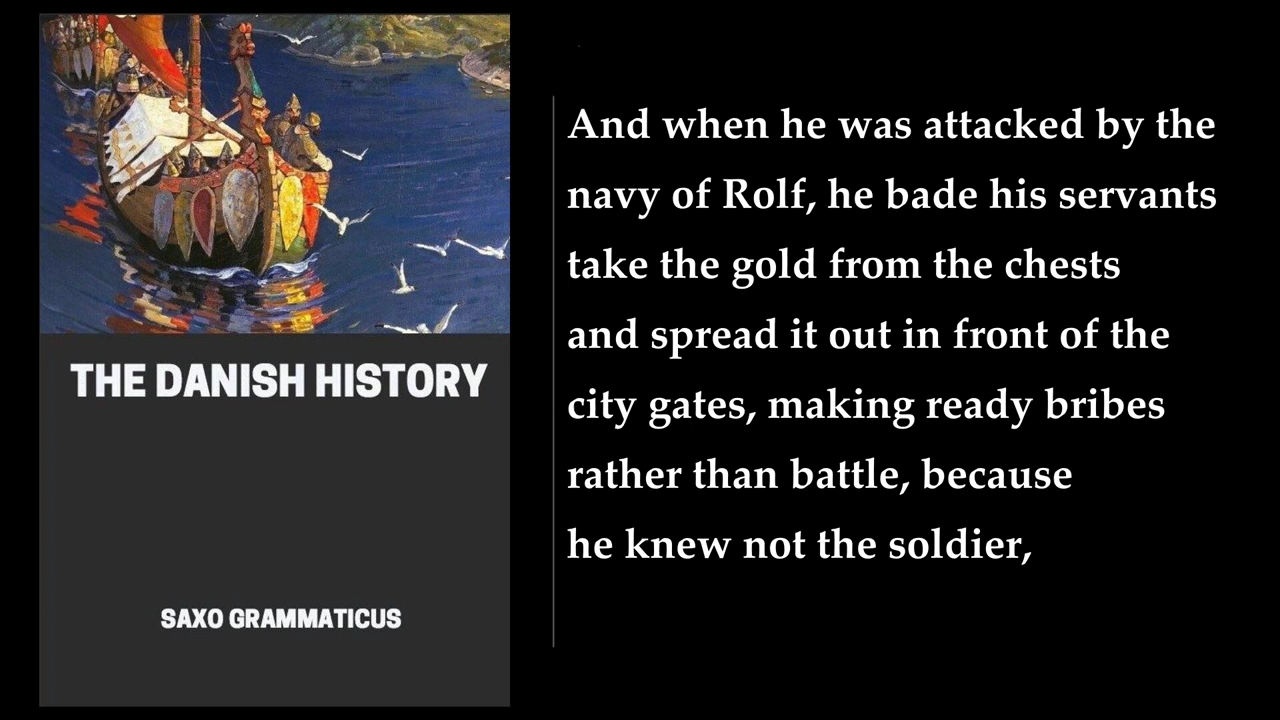 THE DANISH HISTORY
SAXO GRAMMATICUS
And when he was attacked by the
navy of Rolf, he bade his servants
take the gold from the chests
and spread it out in front of the
city gates, making ready bribes
rather than battle, because
he knew not the soldier,